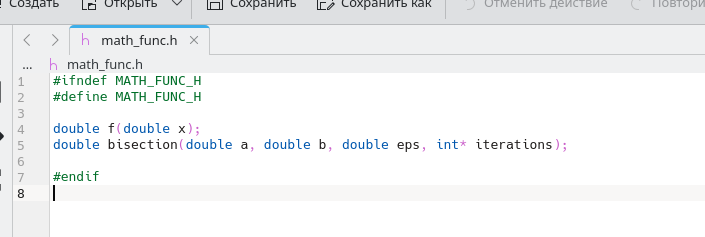 Создать Открыть Сохранить Сохранить как Отменить действие
math_func.h
... math_func.h
1 #ifndef MATH_FUNC_H
2 #define MATH_FUNC_H
3
4 double f(double x);
5 double bisection(double a, double b, double eps, int* iterations);
6
7 #endif
8